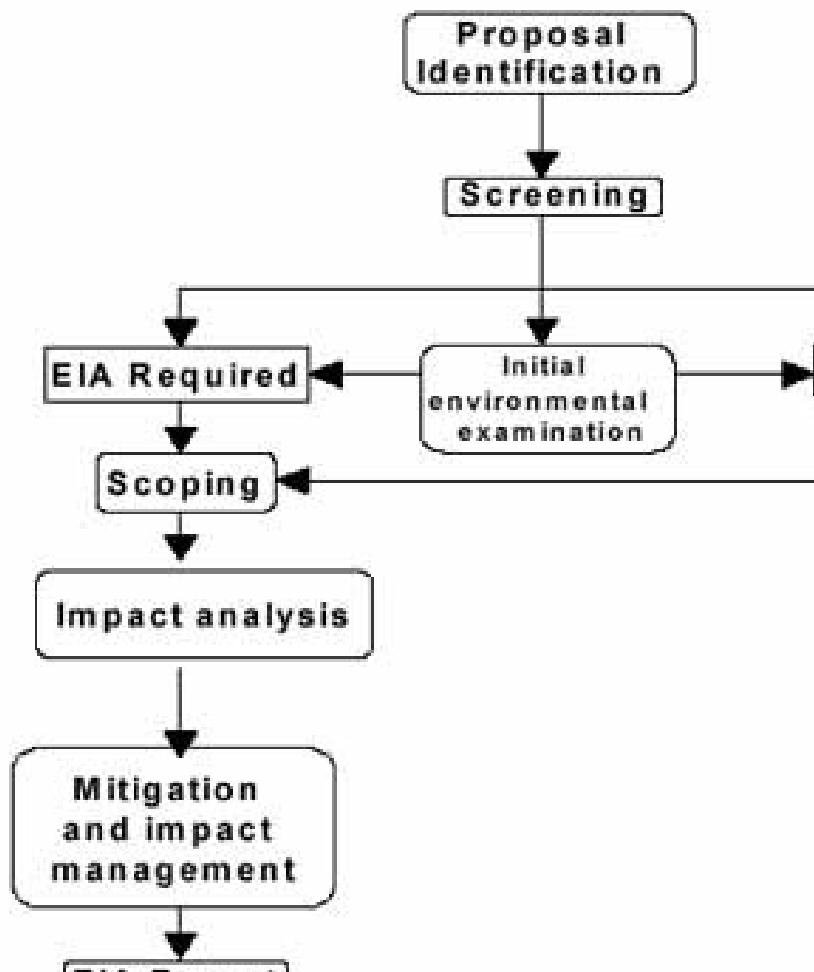 Proposal
Identification
Screening
EIA Required
Initial
environmental
examination
Scoping
Impact analysis
Mitigation
and impact
management